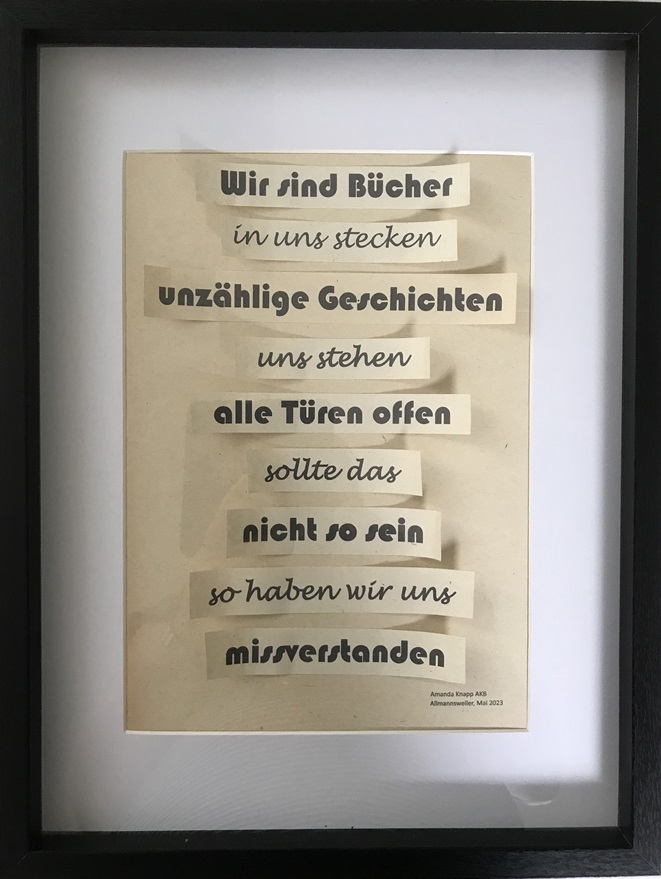 Wir sind Bücher
in uns stecken
unzählige Geschichten
uns stehen
alle Türen offen
sollte das
nicht so sein
so haben wir uns
missverstanden
Amanda Knapp AKB
Allmannsweiler, Mai 2023